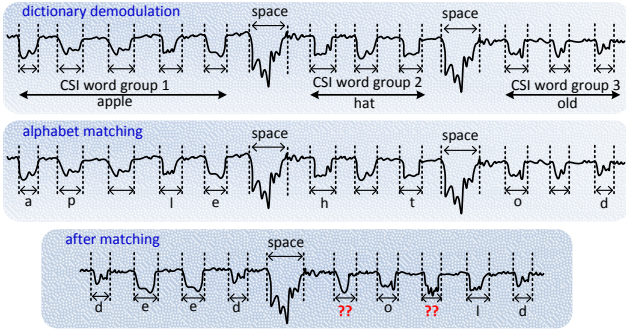 dictionary demodulation
space
space
CSI word group 1
CSI word group 2
CSI word group 3
apple
hat
old
alphabet matching
space
space
a p l e h t o d
after matching
space
d e e d ?? o ?? l d